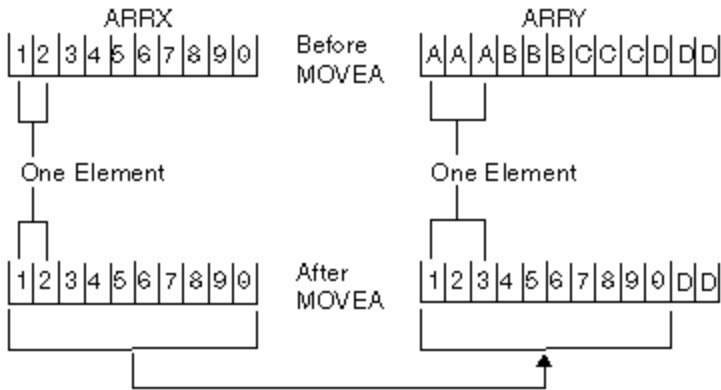 ARRX ARRY
1 2 3 4 5 6 7 8 9 0 Before A A A B B B C C C D D D
MOVEA
One Element One Element
1 2 3 4 5 6 7 8 9 0 After 1 2 3 4 5 6 7 8 9 0 D D
MOVEA